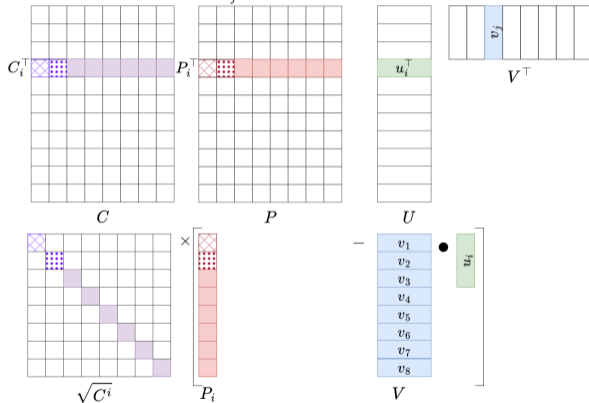 C_i^⊤ P_i^⊤ u_i^⊤ v_j
V^⊤
C P U
× − v_1 ● u_i
v_2
v_3
v_4
v_5
v_6
v_7
v_8
√C^i P_i V